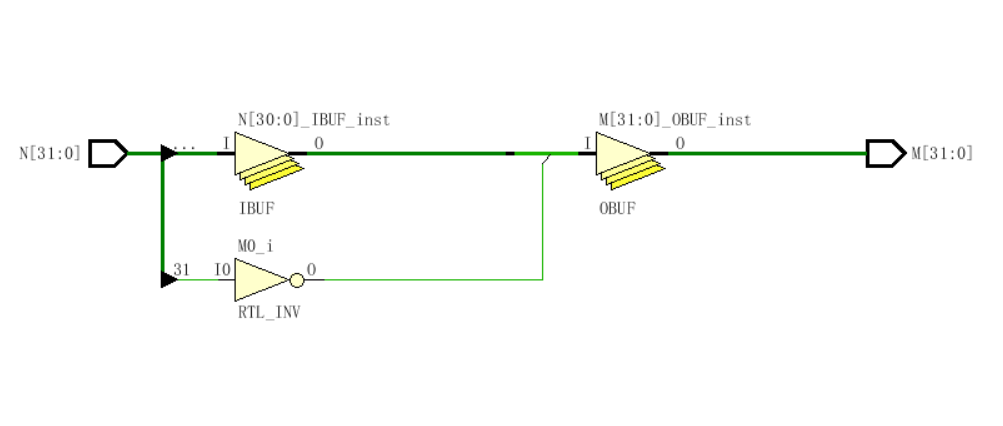 N[30:0]_IBUF_inst
M[31:0]_OBUF_inst
N[31:0]
...
I
O
I
O
M[31:0]
IBUF
OBUF
M0_i
31
I0
O
RTL_INV